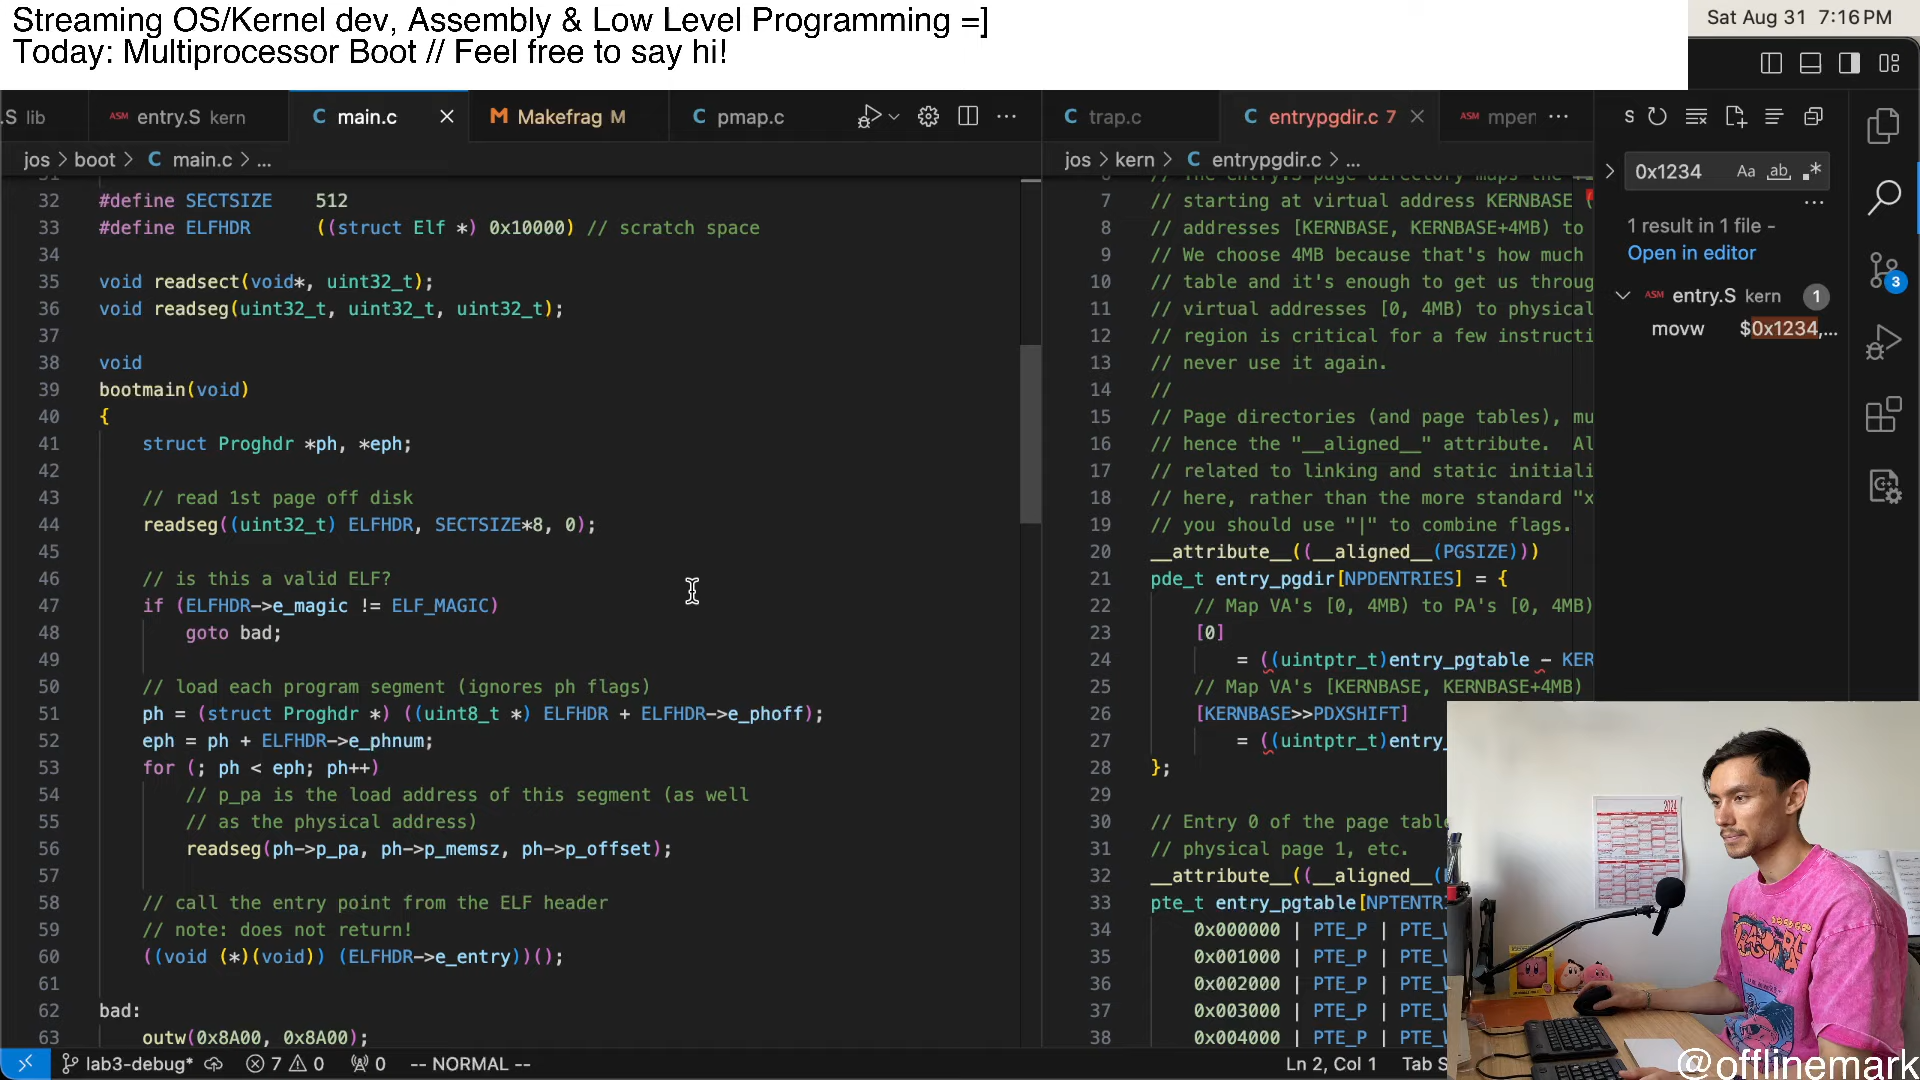 Streaming OS/Kernel dev, Assembly & Low Level Programming =]
Today: Multiprocessor Boot // Feel free to say hi!
Sat Aug 31 7:16 PM
.S lib
ASM entry.S kern
C main.c
M Makefrag M
C pmap.c
C trap.c
C entrypgdir.c 7
ASM mpen
S
jos > boot > C main.c > ...
32 #define SECTSIZE 512
33 #define ELFHDR ((struct Elf *) 0x10000) // scratch space
34
35 void readsect(void*, uint32_t);
36 void readseg(uint32_t, uint32_t, uint32_t);
37
38 void
39 bootmain(void)
40 {
41 struct Proghdr *ph, *eph;
42
43 // read 1st page off disk
44 readseg((uint32_t) ELFHDR, SECTSIZE*8, 0);
45
46 // is this a valid ELF?
47 if (ELFHDR->e_magic != ELF_MAGIC)
48 goto bad;
49
50 // load each program segment (ignores ph flags)
51 ph = (struct Proghdr *) ((uint8_t *) ELFHDR + ELFHDR->e_phoff);
52 eph = ph + ELFHDR->e_phnum;
53 for (; ph < eph; ph++)
54 // p_pa is the load address of this segment (as well
55 // as the physical address)
56 readseg(ph->p_pa, ph->p_memsz, ph->p_offset);
57
58 // call the entry point from the ELF header
59 // note: does not return!
60 ((void (*)(void)) (ELFHDR->e_entry))();
61
62 bad:
63 outw(0x8A00, 0x8A00);
jos > kern > C entrypgdir.c > ...
7 // starting at virtual address KERNBASE (
8 // addresses [KERNBASE, KERNBASE+4MB) to
9 // We choose 4MB because that's how much
10 // table and it's enough to get us throug
11 // virtual addresses [0, 4MB) to physical
12 // region is critical for a few instructi
13 // never use it again.
14 //
15 // Page directories (and page tables), mu
16 // hence the "__aligned__" attribute. Al
17 // related to linking and static initiali
18 // here, rather than the more standard "x
19 // you should use "|" to combine flags.
20 __attribute__((__aligned__(PGSIZE)))
21 pde_t entry_pgdir[NPDENTRIES] = {
22 // Map VA's [0, 4MB) to PA's [0, 4MB)
23 [0]
24 = ((uintptr_t)entry_pgtable - KER
25 // Map VA's [KERNBASE, KERNBASE+4MB)
26 [KERNBASE>>PDXSHIFT]
27 = ((uintptr_t)entry_
28 };
29
30 // Entry 0 of the page tabl
31 // physical page 1, etc.
32 __attribute__((__aligned__(
33 pte_t entry_pgtable[NPTENTR
34 0x000000 | PTE_P | PTE_W
35 0x001000 | PTE_P | PTE_W
36 0x002000 | PTE_P | PTE_W
37 0x003000 | PTE_P | PTE_W
38 0x004000 | PTE_P | PTE_W
0x1234 Aa ab .*
1 result in 1 file -
Open in editor
ASM entry.S kern 1
movw $0x1234,...
3
2024
lab3-debug* 7 0 0 -- NORMAL -- Ln 2, Col 1 Tab S
@offlinemark